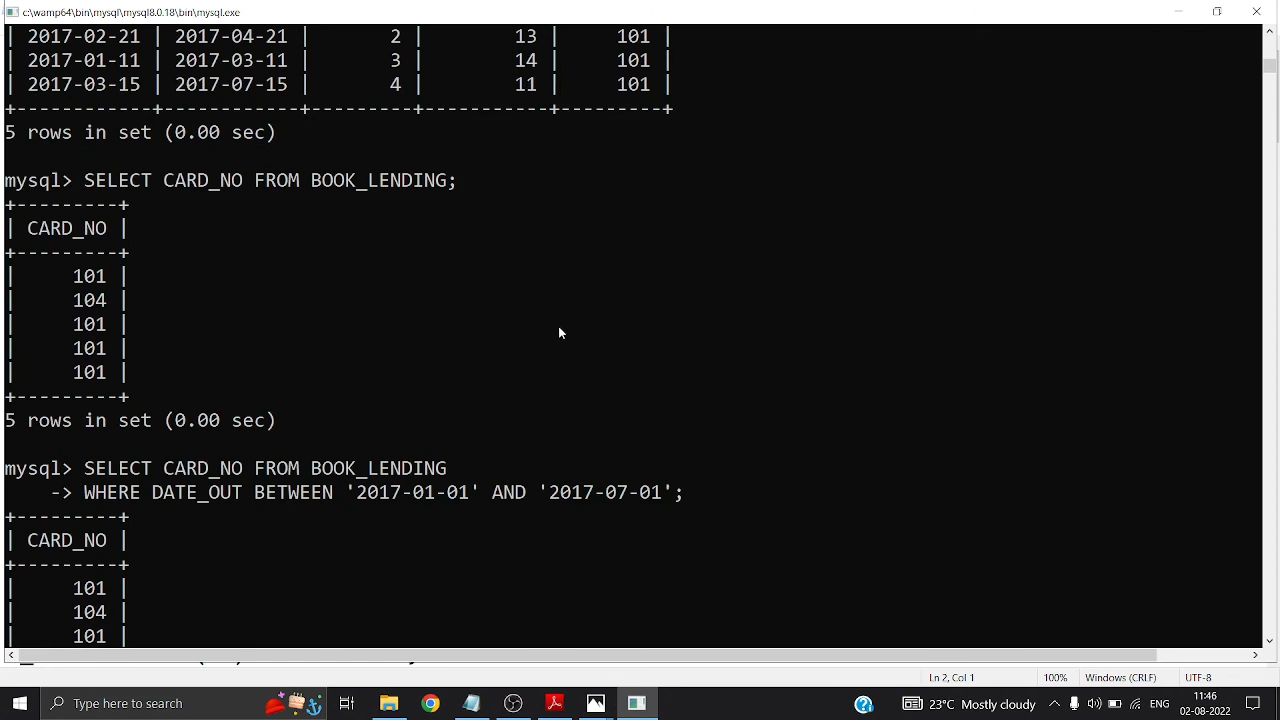 c:\wamp64\bin\mysql\mysql8.0.18\bin\mysql.exe
| 2017-02-21 | 2017-04-21 |         2 |          13 |     101 |
| 2017-01-11 | 2017-03-11 |         3 |          14 |     101 |
| 2017-03-15 | 2017-07-15 |         4 |          11 |     101 |
+------------+------------+---------+-----------+---------+
5 rows in set (0.00 sec)
mysql> SELECT CARD_NO FROM BOOK_LENDING;
+---------+
| CARD_NO |
+---------+
|     101 |
|     104 |
|     101 |
|     101 |
|     101 |
+---------+
5 rows in set (0.00 sec)
mysql> SELECT CARD_NO FROM BOOK_LENDING
    -> WHERE DATE_OUT BETWEEN '2017-01-01' AND '2017-07-01';
+---------+
| CARD_NO |
+---------+
|     101 |
|     104 |
|     101 |
Ln 2, Col 1
100%
Windows (CRLF)
UTF-8
Type here to search
23°C Mostly cloudy
ENG
11:46
02-08-2022